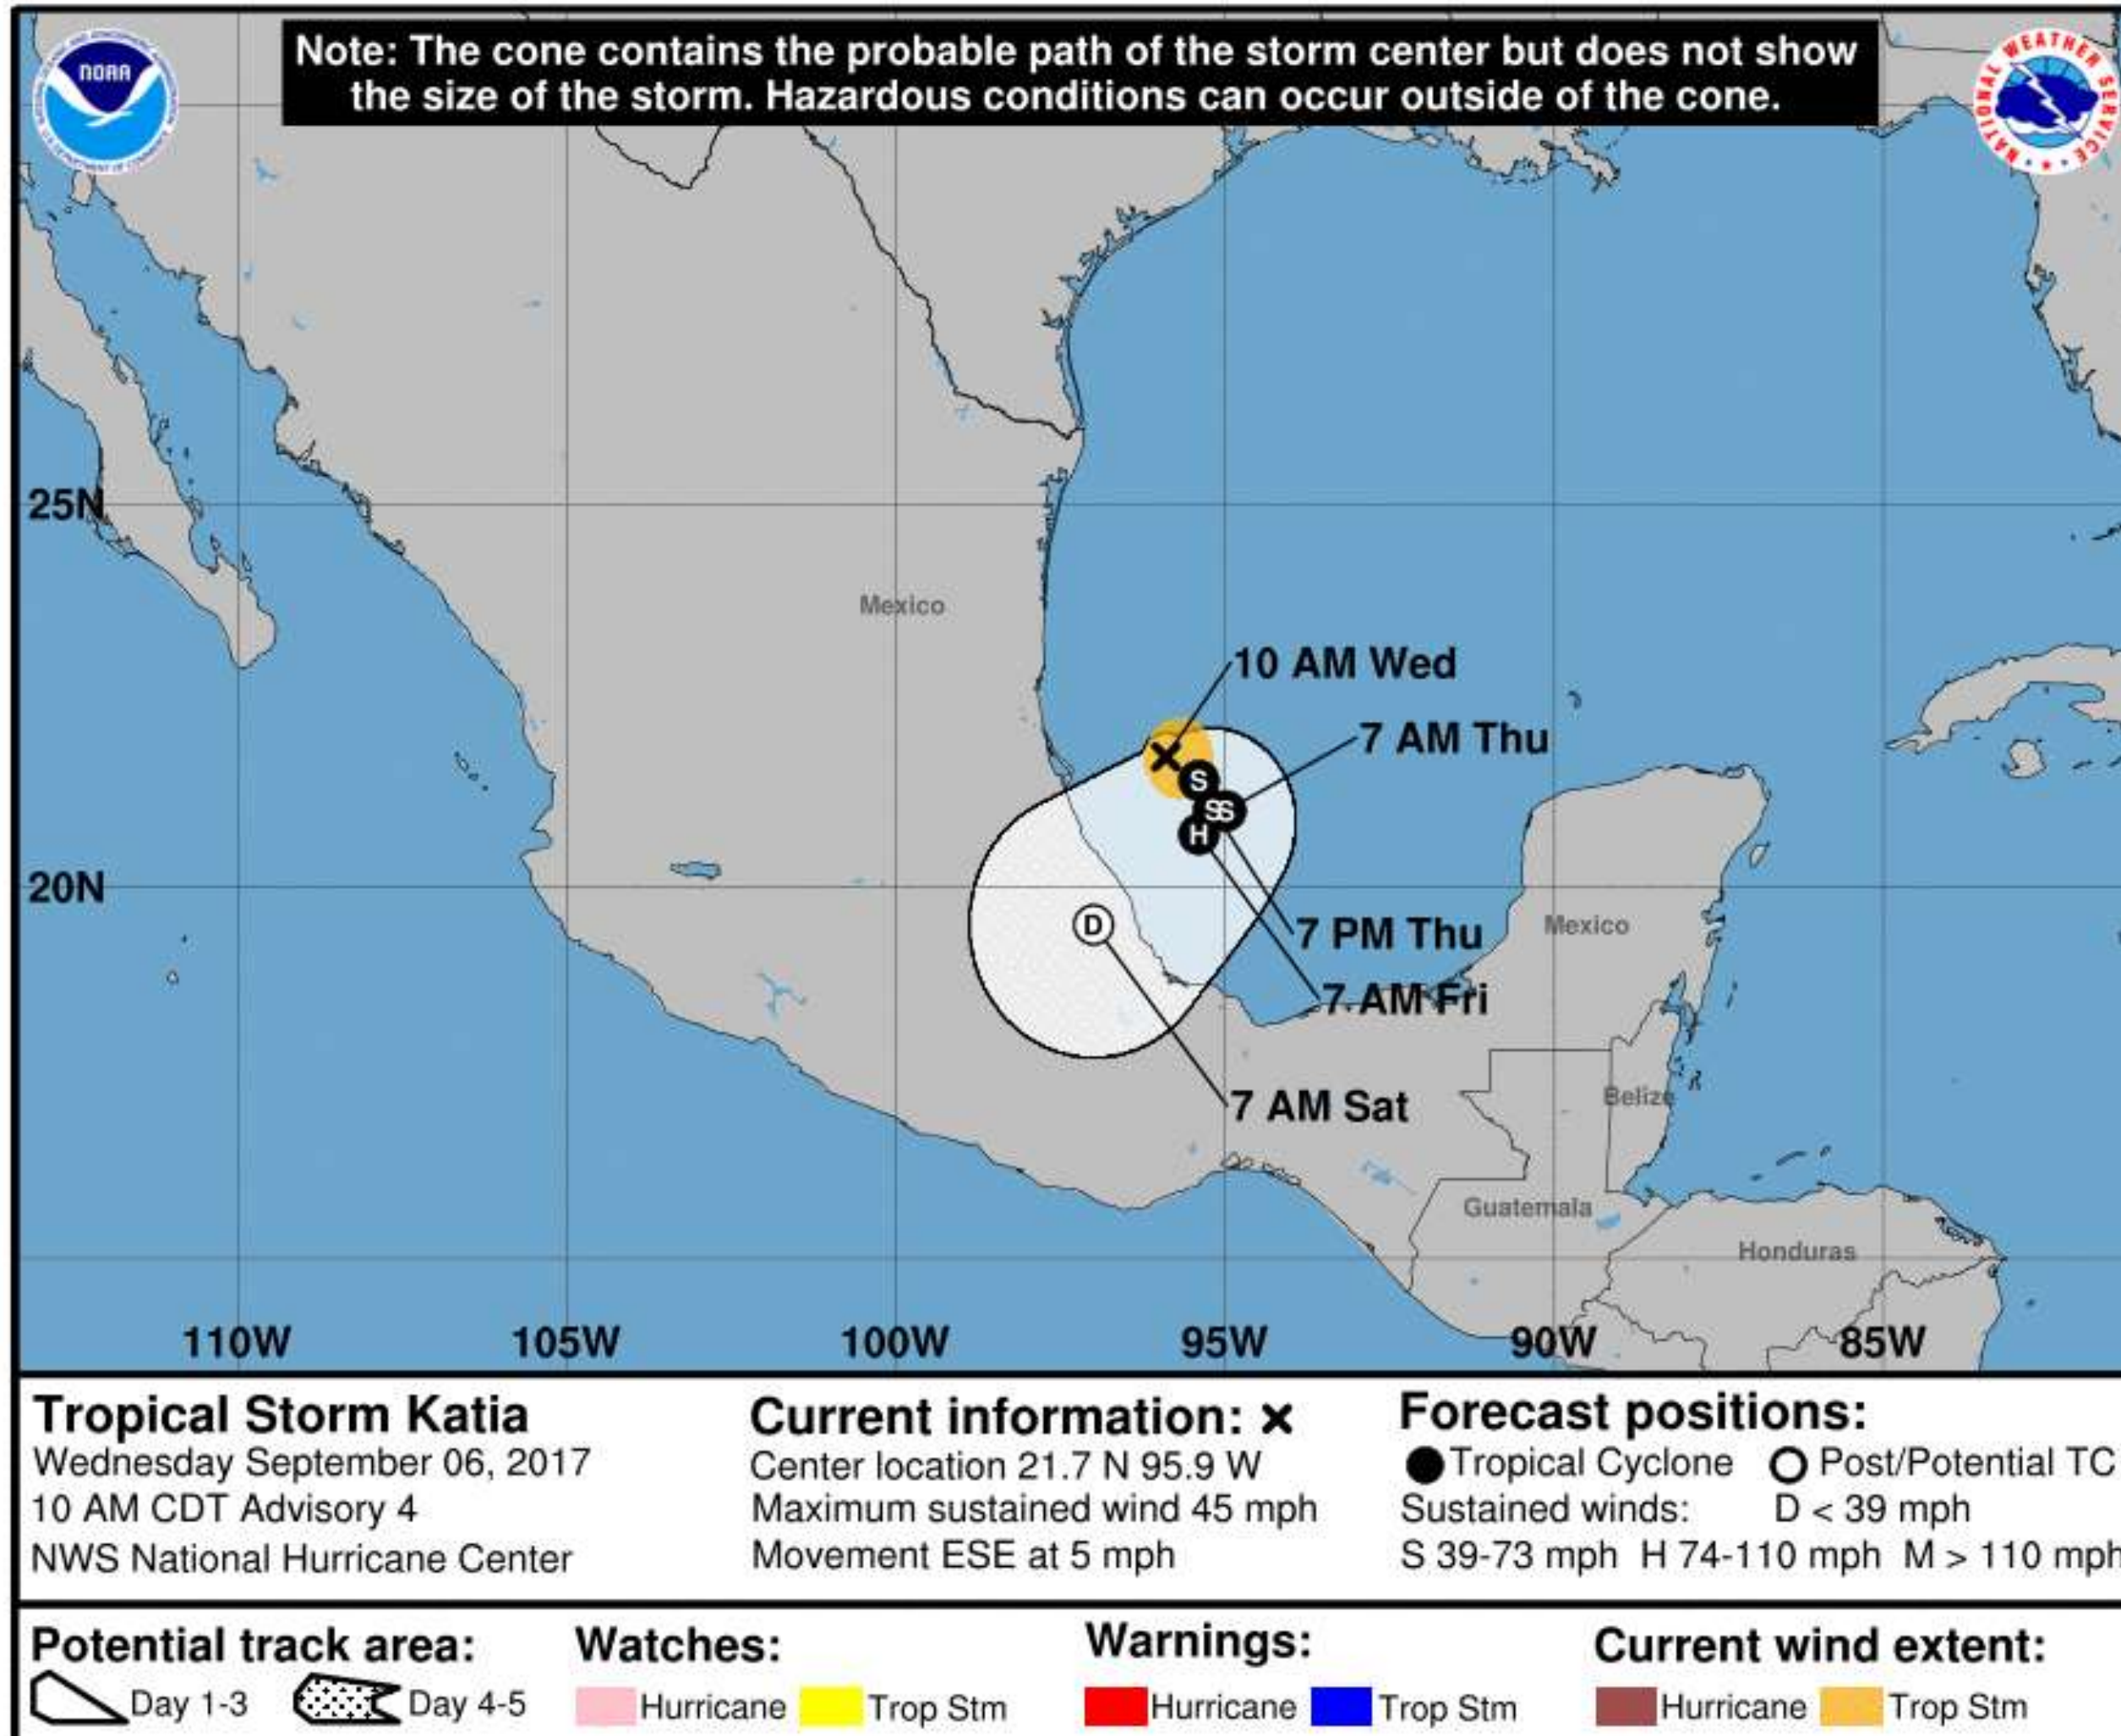 Note: The cone contains the probable path of the storm center but does not show
the size of the storm. Hazardous conditions can occur outside of the cone.
NOAA
NATIONAL WEATHER SERVICE
25N
20N
110W
105W
100W
95W
90W
85W
Mexico
Mexico
Belize
Guatemala
Honduras
10 AM Wed
7 AM Thu
7 PM Thu
7 AM Fri
7 AM Sat
S
S
S
H
D
Tropical Storm Katia
Wednesday September 06, 2017
10 AM CDT Advisory 4
NWS National Hurricane Center
Current information: ×
Center location 21.7 N 95.9 W
Maximum sustained wind 45 mph
Movement ESE at 5 mph
Forecast positions:
Tropical Cyclone Post/Potential TC
Sustained winds: D < 39 mph
S 39-73 mph H 74-110 mph M > 110 mph
Potential track area:
Day 1-3 Day 4-5
Watches:
Hurricane Trop Stm
Warnings:
Hurricane Trop Stm
Current wind extent:
Hurricane Trop Stm